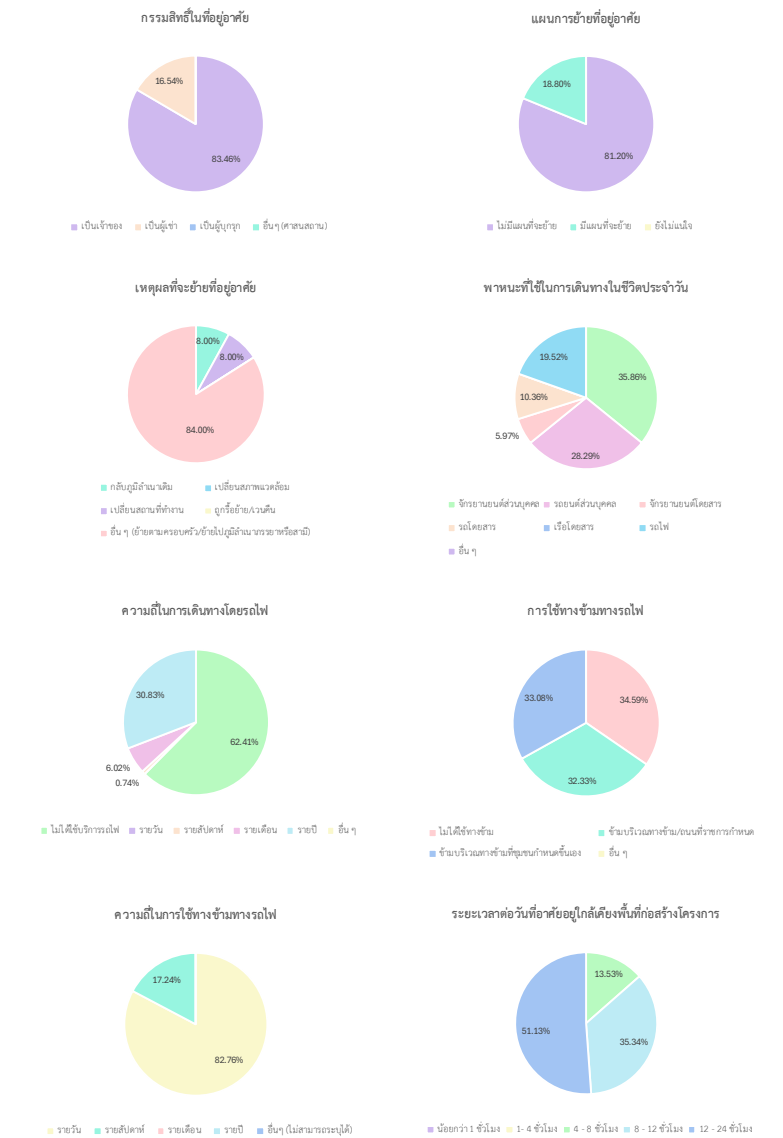 กรรมสิทธิ์ในที่อยู่อาศัย
16.54%
83.46%
เป็นเจ้าของ เป็นผู้เช่า เป็นผู้บุกรุก อื่นๆ (ศาสนสถาน)
แผนการย้ายที่อยู่อาศัย
18.80%
81.20%
ไม่มีแผนที่จะย้าย มีแผนที่จะย้าย ยังไม่แน่ใจ
เหตุผลที่จะย้ายที่อยู่อาศัย
8.00%
8.00%
84.00%
กลับภูมิลำเนาเดิม เปลี่ยนสภาพแวดล้อม
เปลี่ยนสถานที่ทำงาน ถูกรื้อย้าย/เวนคืน
อื่น ๆ (ย้ายตามครอบครัว/ย้ายไปภูมิลำเนาภรรยาหรือสามี)
พาหนะที่ใช้ในการเดินทางในชีวิตประจำวัน
19.52%
35.86%
10.36%
5.97%
28.29%
จักรยานยนต์ส่วนบุคคล รถยนต์ส่วนบุคคล จักรยานยนต์โดยสาร
รถโดยสาร เรือโดยสาร รถไฟ
อื่น ๆ
ความถี่ในการเดินทางโดยรถไฟ
30.83%
62.41%
6.02%
0.74%
ไม่ได้ใช้บริการรถไฟ รายวัน รายสัปดาห์ รายเดือน รายปี อื่น ๆ
การใช้ทางข้ามทางรถไฟ
33.08%
34.59%
32.33%
ไม่ได้ใช้ทางข้าม ข้ามบริเวณทางข้าม/ถนนที่ราชการกำหนด
ข้ามบริเวณทางข้ามที่ชุมชนกำหนดขึ้นเอง อื่น ๆ
ความถี่ในการใช้ทางข้ามทางรถไฟ
17.24%
82.76%
รายวัน รายสัปดาห์ รายเดือน รายปี อื่นๆ (ไม่สามารถระบุได้)
ระยะเวลาต่อวันที่อาศัยอยู่ใกล้เคียงพื้นที่ก่อสร้างโครงการ
13.53%
51.13%
35.34%
น้อยกว่า 1 ชั่วโมง 1- 4 ชั่วโมง 4 - 8 ชั่วโมง 8 - 12 ชั่วโมง 12 - 24 ชั่วโมง